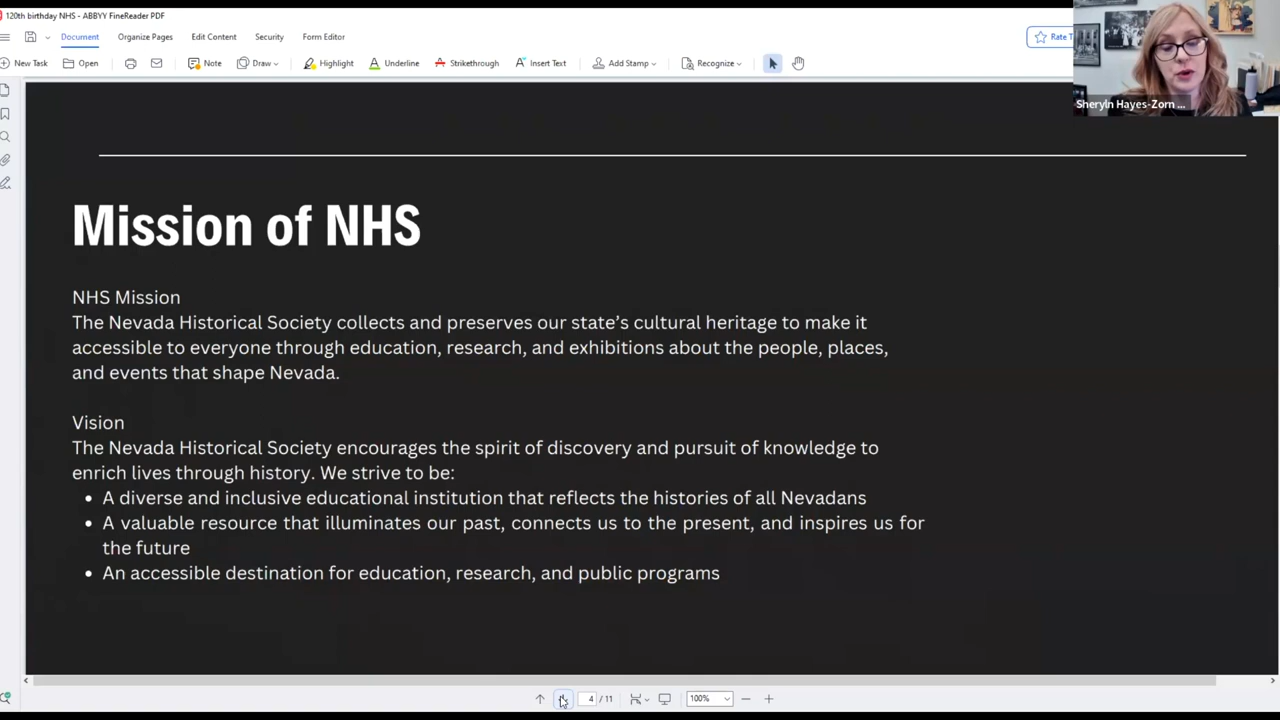 120th birthday NHS - ABBYY FineReader PDF
Document Organize Pages Edit Content Security Form Editor
Rate
New Task Open Note Draw Highlight Underline Strikethrough Insert Text Add Stamp Recognize
Sheryln Hayes-Zorn ...
Mission of NHS
NHS Mission
The Nevada Historical Society collects and preserves our state’s cultural heritage to make it
accessible to everyone through education, research, and exhibitions about the people, places,
and events that shape Nevada.
Vision
The Nevada Historical Society encourages the spirit of discovery and pursuit of knowledge to
enrich lives through history. We strive to be:
• A diverse and inclusive educational institution that reflects the histories of all Nevadans
• A valuable resource that illuminates our past, connects us to the present, and inspires us for
the future
• An accessible destination for education, research, and public programs
4 / 11 100%